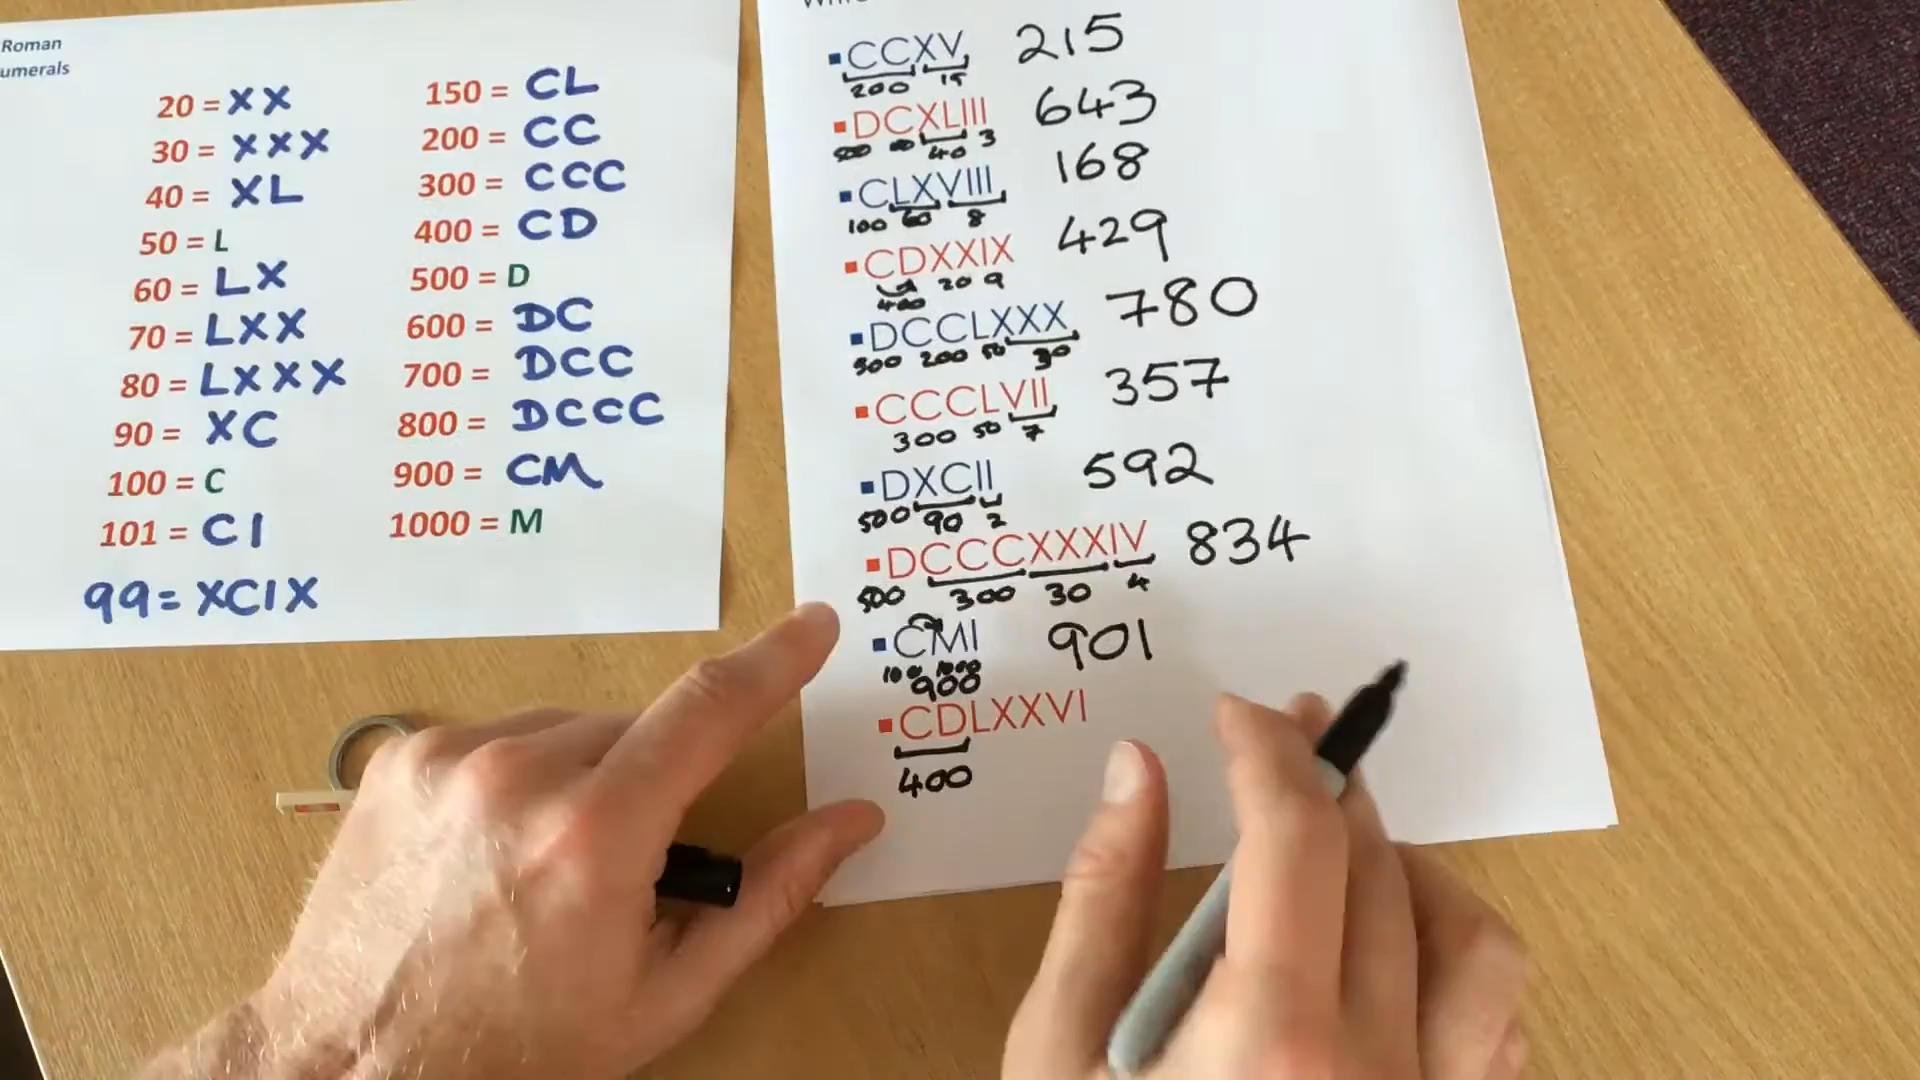 Roman
umerals
20 = XX
30 = XXX
40 = XL
50 = L
60 = LX
70 = LXX
80 = LXXX
90 = XC
100 = C
101 = CI
99 = XCIX
150 = CL
200 = CC
300 = CCC
400 = CD
500 = D
600 = DC
700 = DCC
800 = DCCC
900 = CM
1000 = M
CCXV 215
200 15
DCXLIII 643
500 100 40 3
CLXVIII 168
100 60 8
CDXXIX 429
400 20 9
DCCLXXX 780
500 200 50 30
CCCLVII 357
300 50 7
DXCII 592
500 90 2
DCCCXXXIV 834
500 300 30 4
CMI 901
100 1000
900
CDLXXVI
400